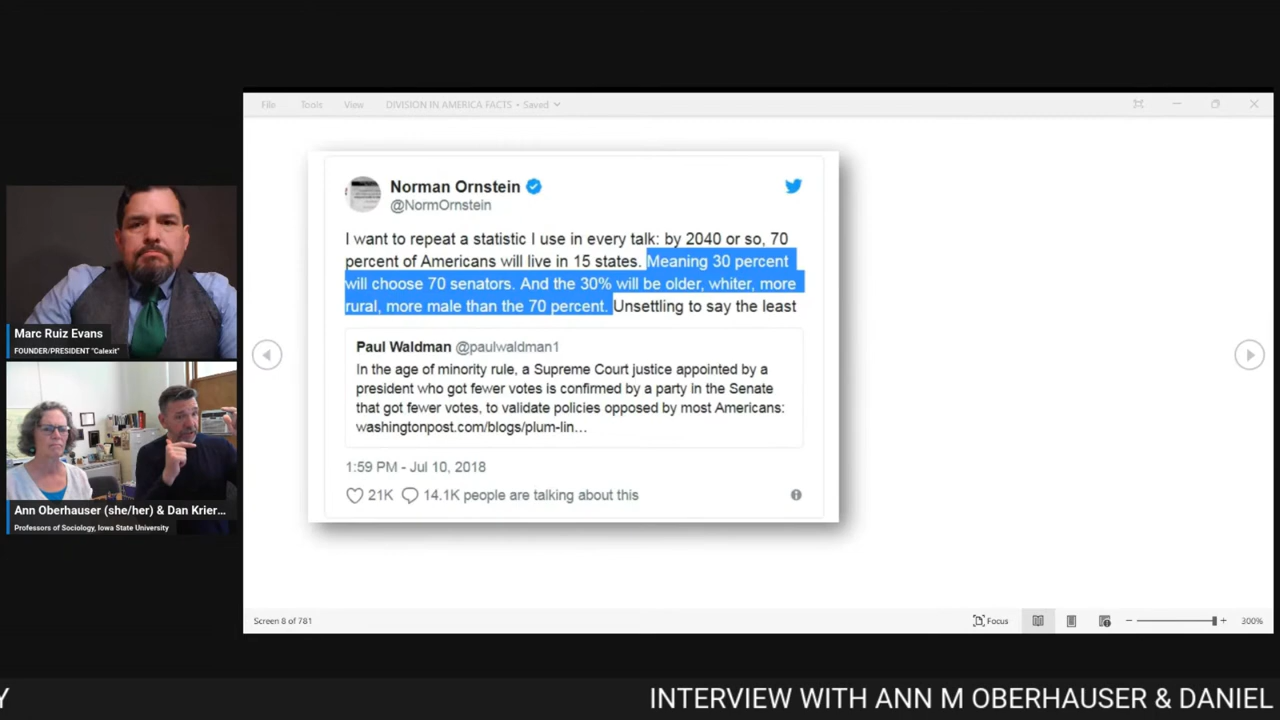 File Tools View DIVISION IN AMERICA FACTS • Saved
Norman Ornstein
@NormOrnstein
I want to repeat a statistic I use in every talk: by 2040 or so, 70
percent of Americans will live in 15 states. Meaning 30 percent
will choose 70 senators. And the 30% will be older, whiter, more
rural, more male than the 70 percent. Unsettling to say the least
Paul Waldman @paulwaldman1
In the age of minority rule, a Supreme Court justice appointed by a
president who got fewer votes is confirmed by a party in the Senate
that got fewer votes, to validate policies opposed by most Americans:
washingtonpost.com/blogs/plum-lin…
1:59 PM - Jul 10, 2018
21K 14.1K people are talking about this
Marc Ruiz Evans
FOUNDER/PRESIDENT "Calexit"
Ann Oberhauser (she/her) & Dan Krier...
Professors of Sociology, Iowa State University
Screen 8 of 781 Focus 300%
Y INTERVIEW WITH ANN M OBERHAUSER & DANIEL